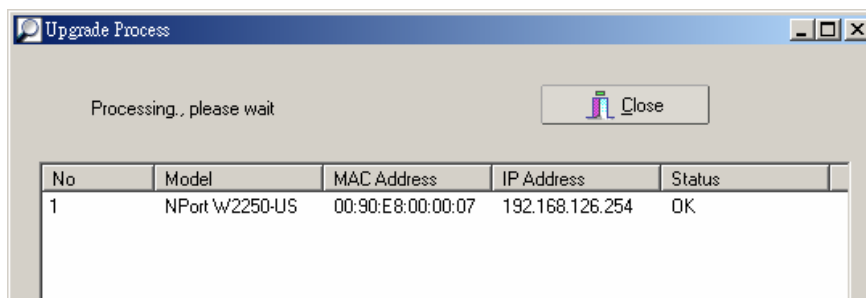 Upgrade Process
Processing., please wait
Close
No Model MAC Address IP Address Status
1 NPort W2250-US 00:90:E8:00:00:07 192.168.126.254 OK